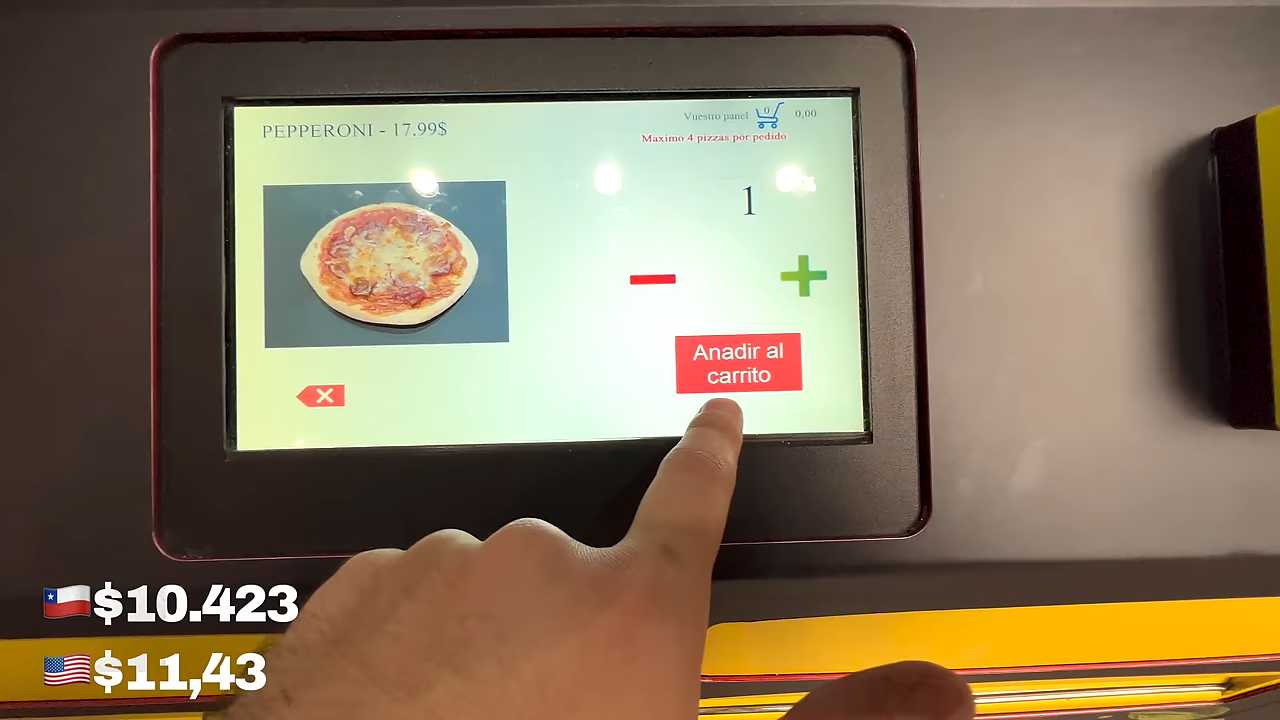 PEPPERONI - 17.99$
Vuestro panel 0 0,00
Maximo 4 pizzas por pedido
1
Anadir al
carrito
$10.423
$11,43